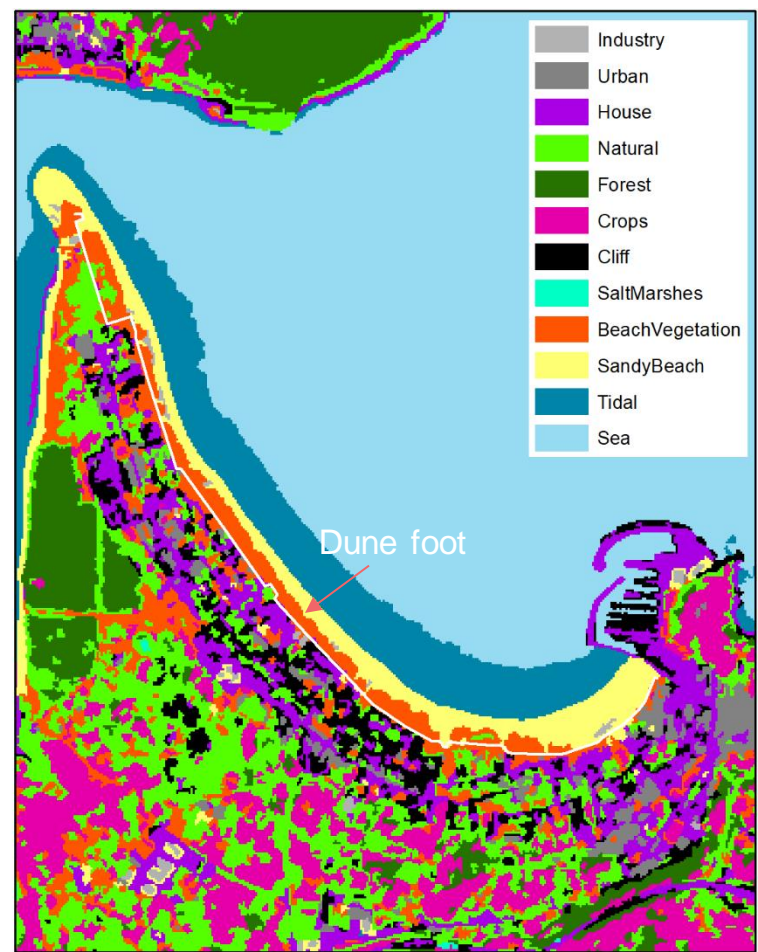 Industry
Urban
House
Natural
Forest
Crops
Cliff
SaltMarshes
BeachVegetation
SandyBeach
Tidal
Sea
Dune foot